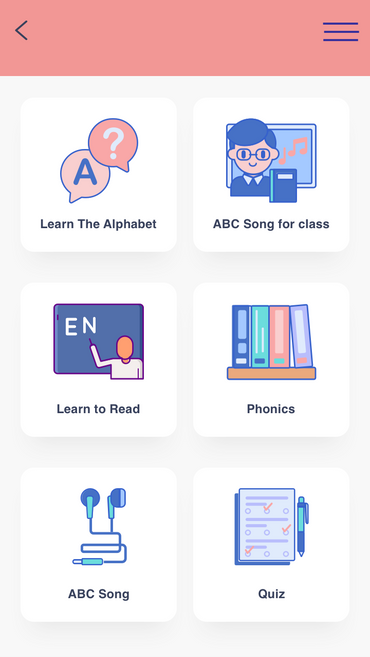 ?
A
Learn The Alphabet
ABC Song for class
EN
Learn to Read
Phonics
ABC Song
Quiz